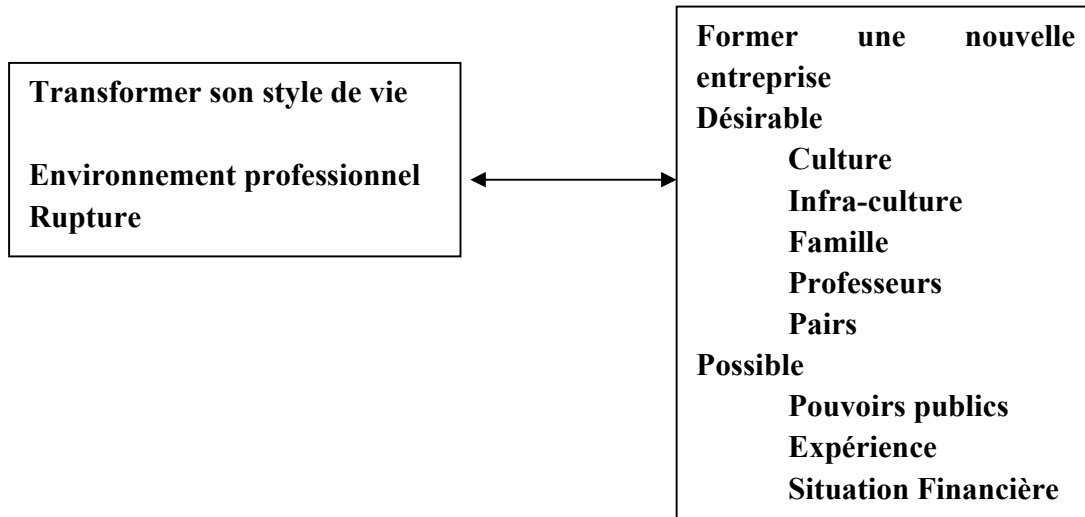 Transformer son style de vie
Environnement professionnel
Rupture
Former une nouvelle
entreprise
Désirable
Culture
Infra-culture
Famille
Professeurs
Pairs
Possible
Pouvoirs publics
Expérience
Situation Financière